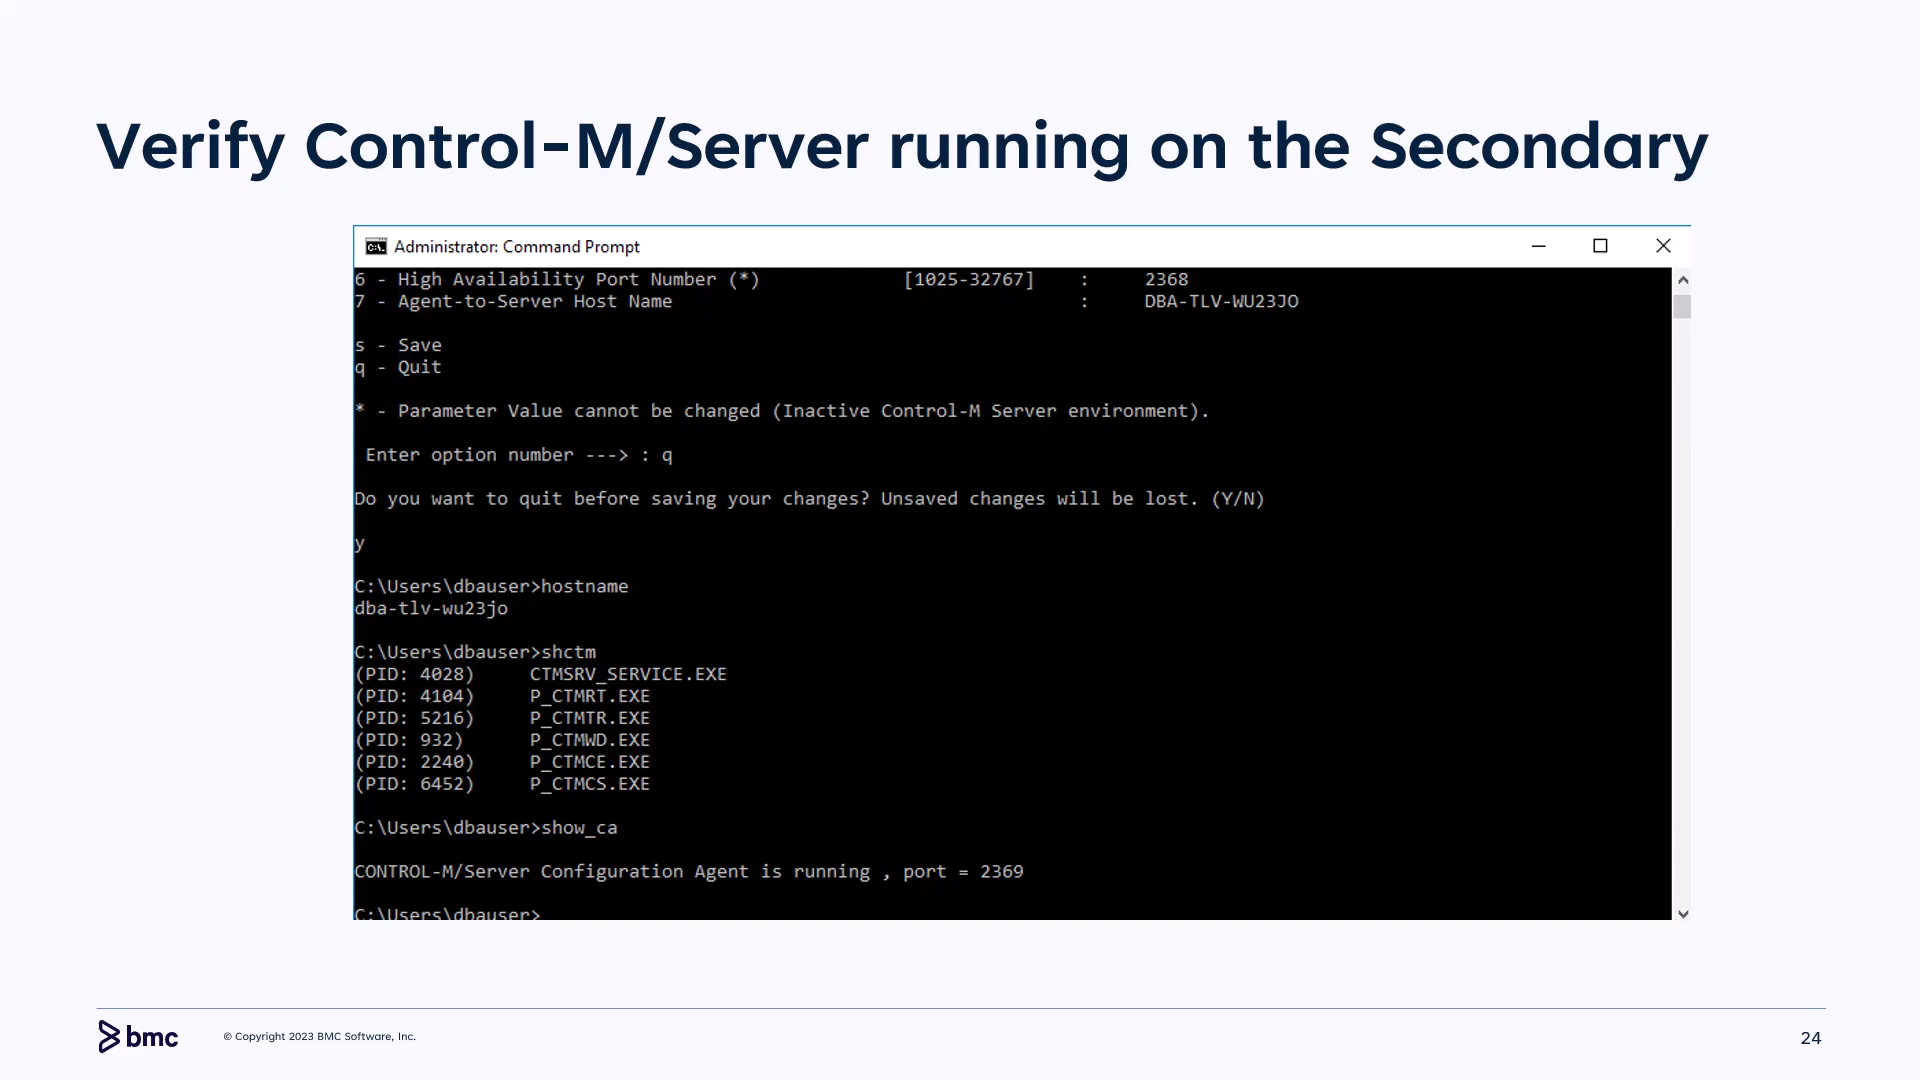 Verify Control-M/Server running on the Secondary
Administrator: Command Prompt
6 - High Availability Port Number (*) [1025-32767] : 2368
7 - Agent-to-Server Host Name : DBA-TLV-WU23JO
s - Save
q - Quit
* - Parameter Value cannot be changed (Inactive Control-M Server environment).
Enter option number ---> : q
Do you want to quit before saving your changes? Unsaved changes will be lost. (Y/N)
y
C:\Users\dbauser>hostname
dba-tlv-wu23jo
C:\Users\dbauser>shctm
(PID: 4028) CTMSRV_SERVICE.EXE
(PID: 4104) P_CTMRT.EXE
(PID: 5216) P_CTMTR.EXE
(PID: 932) P_CTMWD.EXE
(PID: 2240) P_CTMCE.EXE
(PID: 6452) P_CTMCS.EXE
C:\Users\dbauser>show_ca
CONTROL-M/Server Configuration Agent is running , port = 2369
C:\Users\dbauser>
bmc
© Copyright 2023 BMC Software, Inc.
24